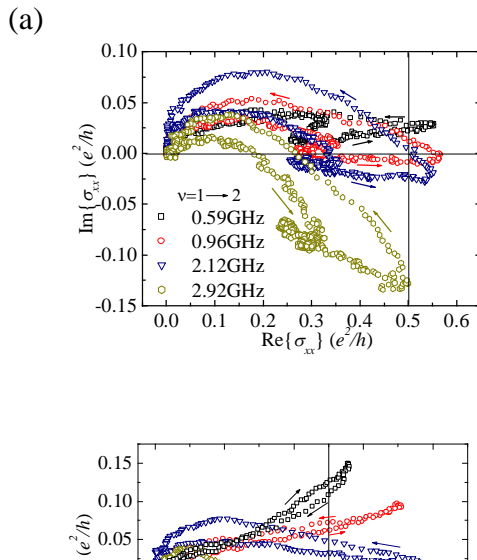 (a)
0.10
0.05
0.00
-0.05
-0.10
-0.15
Im{σxx} (e²/h)
ν=1→2
0.59GHz
0.96GHz
2.12GHz
2.92GHz
0.0 0.1 0.2 0.3 0.4 0.5 0.6
Re{σxx} (e²/h)
0.15
0.10
0.05
(e²/h)